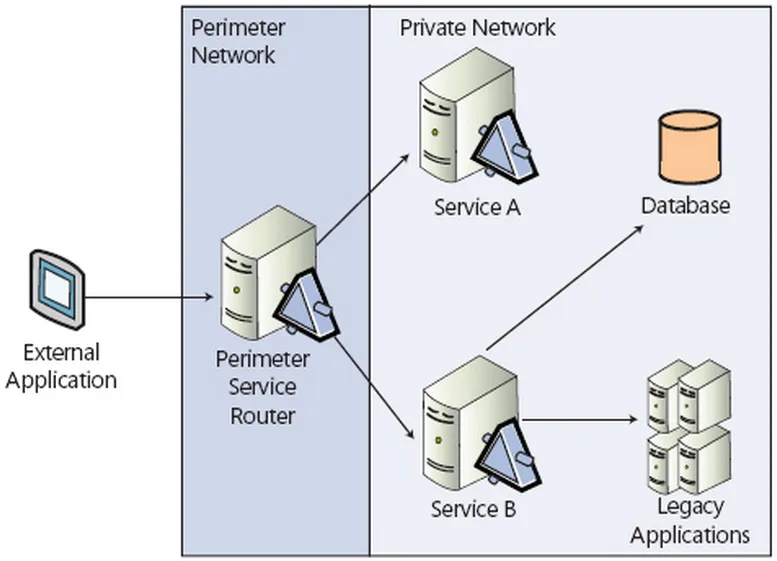 Perimeter
Network
Private Network
Service A
Database
External
Application
Perimeter
Service
Router
Service B
Legacy
Applications